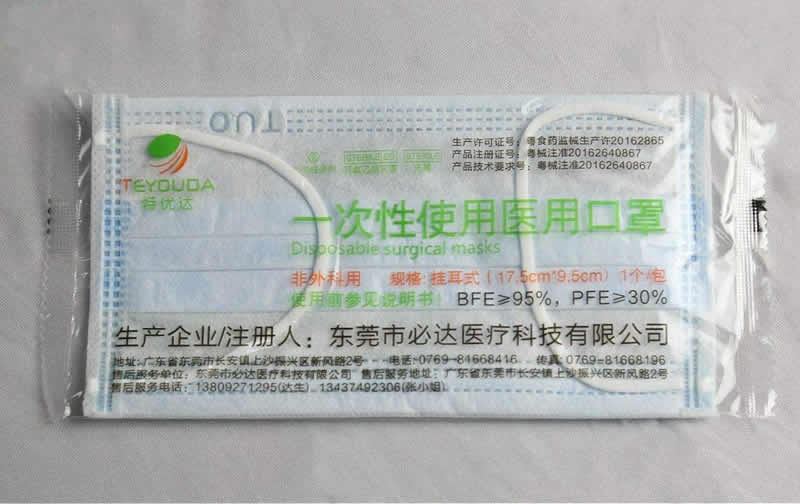 OUT
生产许可证号：粤食药监械生产许20162865
产品注册证号：粤械注准20162640867
产品技术要求号：粤械注准20162640867
STERILE EO
STERILE
TEYOUDA
特优达
一次性使用医用口罩
Disposable surgical masks
非外科用 规格：挂耳式（17.5cm*9.5cm）1个/包
使用前参见说明书！ BFE≥95%，PFE≥30%
生产企业/注册人：东莞市必达医疗科技有限公司
地址：广东省东莞市长安镇上沙振兴区新风路2号 电话：0769-81668416 传真：0769-81668196
售后服务单位：东莞市必达医疗科技有限公司 售后服务地址：广东省东莞市长安镇上沙振兴区新风路2号
售后服务电话：13809271295(达生) 13437492306(张小姐)